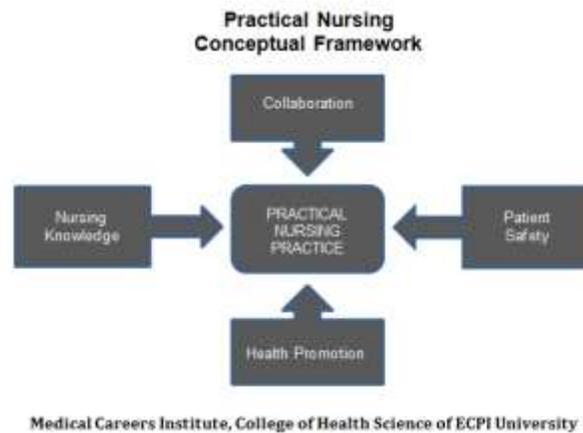 Practical Nursing
Conceptual Framework
Collaboration
Nursing
Knowledge
PRACTICAL
NURSING
PRACTICE
Patient
Safety
Health Promotion
Medical Careers Institute, College of Health Science of ECPI University